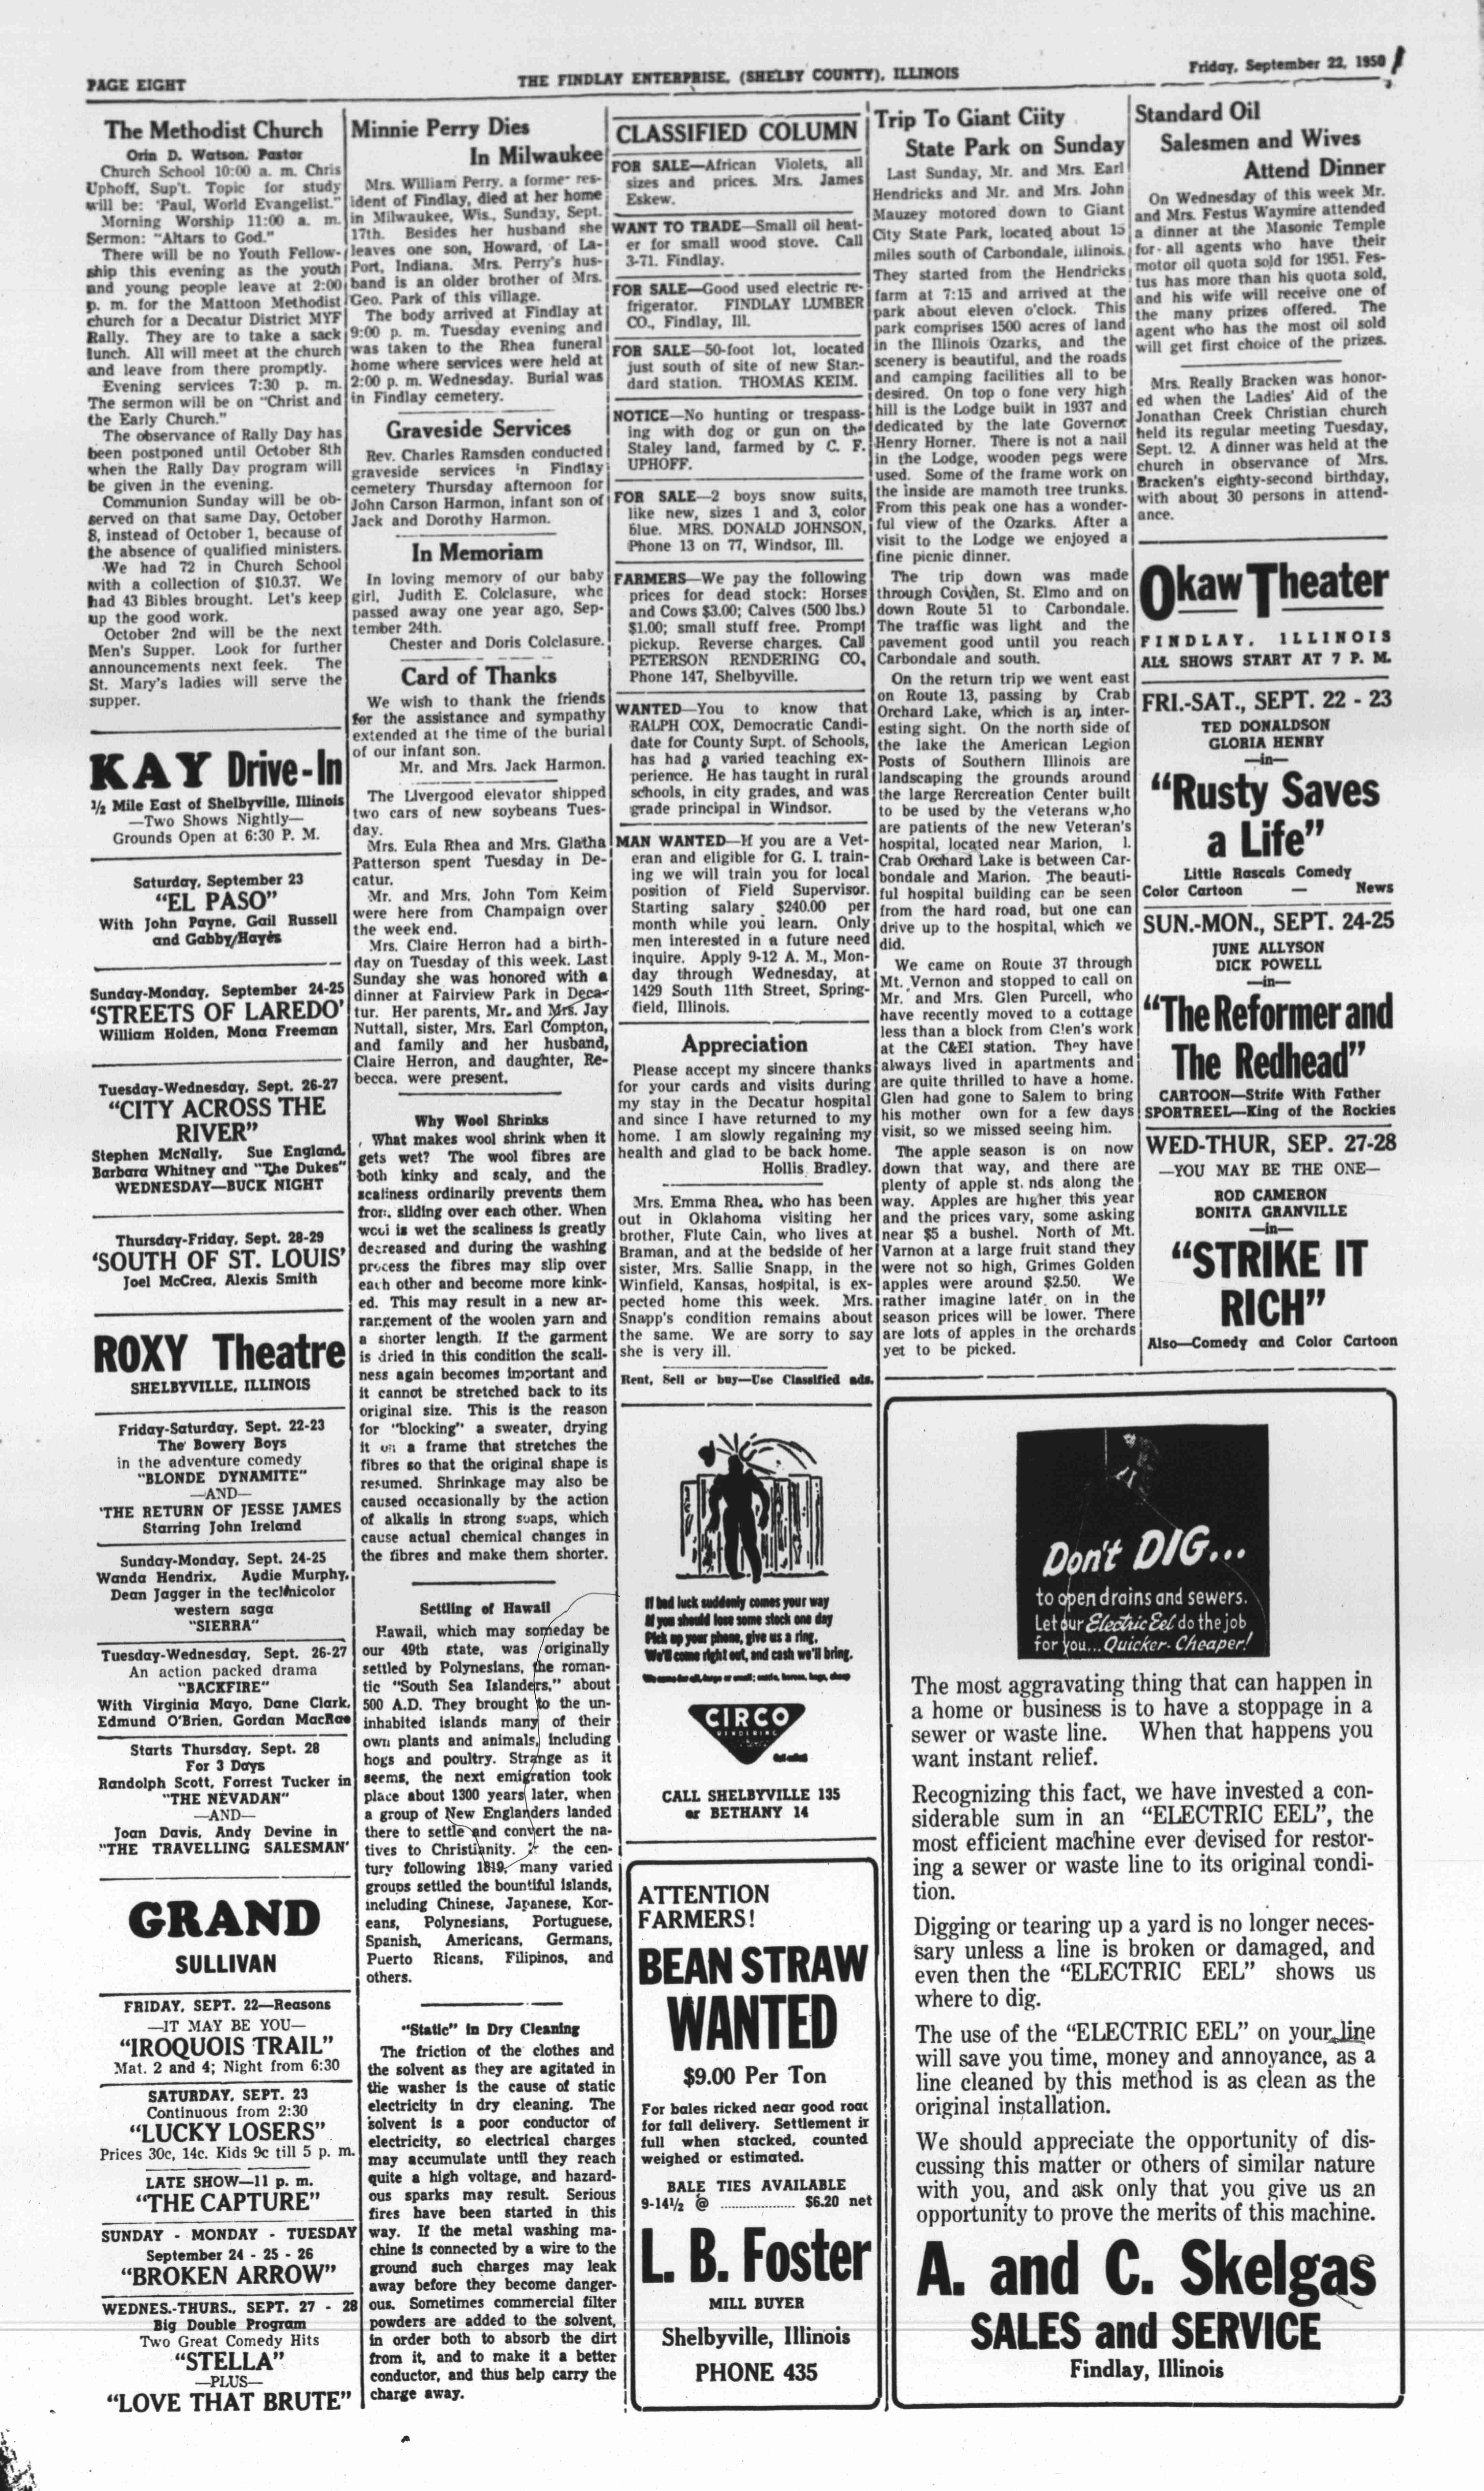 PAGE EIGHT
THE FINDLAY ENTERPRISE, (SHELBY COUNTY), ILLINOIS
Friday, September 22, 1950
The Methodist Church
Orin D. Watson, Pastor
Church School 10:00 a. m. Chris
Uphoff, Sup't. Topic for study
will be: 'Paul, World Evangelist."
Morning Worship 11:00 a. m.
Sermon: "Altars to God."
There will be no Youth Fellow-
ship this evening as the youth
and young people leave at 2:00
p. m. for the Mattoon Methodist
church for a Decatur District MYF
Rally. They are to take a sack
lunch. All will meet at the church
and leave from there promptly.
Evening services 7:30 p. m.
The sermon will be on "Christ and
the Early Church."
The observance of Rally Day has
been postponed until October 8th
when the Rally Day program will
be given in the evening.
Communion Sunday will be ob-
served on that same Day, October
8, instead of October 1, because of
the absence of qualified ministers.
We had 72 in Church School
with a collection of $10.37. We
had 43 Bibles brought. Let's keep
up the good work.
October 2nd will be the next
Men's Supper. Look for further
announcements next feek. The
St. Mary's ladies will serve the
supper.
KAY Drive-In
1/2 Mile East of Shelbyville, Illinois
—Two Shows Nightly—
Grounds Open at 6:30 P. M.
Saturday, September 23
"EL PASO"
With John Payne, Gail Russell
and Gabby Hayes
Sunday-Monday, September 24-25
'STREETS OF LAREDO'
William Holden, Mona Freeman
Tuesday-Wednesday, Sept. 26-27
"CITY ACROSS THE
RIVER"
Stephen McNally, Sue England,
Barbara Whitney and "The Dukes"
WEDNESDAY—BUCK NIGHT
Thursday-Friday, Sept. 28-29
'SOUTH OF ST. LOUIS'
Joel McCrea, Alexis Smith
ROXY Theatre
SHELBYVILLE, ILLINOIS
Friday-Saturday, Sept. 22-23
The Bowery Boys
in the adventure comedy
"BLONDE DYNAMITE"
—AND—
'THE RETURN OF JESSE JAMES
Starring John Ireland
Sunday-Monday, Sept. 24-25
Wanda Hendrix, Audie Murphy,
Dean Jagger in the technicolor
western saga
"SIERRA"
Tuesday-Wednesday, Sept. 26-27
An action packed drama
"BACKFIRE"
With Virginia Mayo, Dane Clark,
Edmund O'Brien, Gordan MacRae
Starts Thursday, Sept. 28
For 3 Days
Randolph Scott, Forrest Tucker in
"THE NEVADAN"
—AND—
Joan Davis, Andy Devine in
"THE TRAVELLING SALESMAN'
GRAND
SULLIVAN
FRIDAY, SEPT. 22—Reasons
—IT MAY BE YOU—
"IROQUOIS TRAIL"
Mat. 2 and 4; Night from 6:30
SATURDAY, SEPT. 23
Continuous from 2:30
"LUCKY LOSERS"
Prices 30c, 14c. Kids 9c till 5 p. m.
LATE SHOW—11 p. m.
"THE CAPTURE"
SUNDAY - MONDAY - TUESDAY
September 24 - 25 - 26
"BROKEN ARROW"
WEDNES.-THURS., SEPT. 27 - 28
Big Double Program
Two Great Comedy Hits
"STELLA"
—PLUS—
"LOVE THAT BRUTE"
Minnie Perry Dies
In Milwaukee
Mrs. William Perry, a former res-
ident of Findlay, died at her home
in Milwaukee, Wis., Sunday, Sept.
17th. Besides her husband she
leaves one son, Howard, of La-
Port, Indiana. Mrs. Perry's hus-
band is an older brother of Mrs.
Geo. Park of this village.
The body arrived at Findlay at
9:00 p. m. Tuesday evening and
was taken to the Rhea funeral
home where services were held at
2:00 p. m. Wednesday. Burial was
in Findlay cemetery.
Graveside Services
Rev. Charles Ramsden conducted
graveside services in Findlay
cemetery Thursday afternoon for
John Carson Harmon, infant son of
Jack and Dorothy Harmon.
In Memoriam
In loving memory of our baby
girl, Judith E. Colclasure, who
passed away one year ago, Sep-
tember 24th.
Chester and Doris Colclasure.
Card of Thanks
We wish to thank the friends
for the assistance and sympathy
extended at the time of the burial
of our infant son.
Mr. and Mrs. Jack Harmon.
The Livergood elevator shipped
two cars of new soybeans Tues-
day.
Mrs. Eula Rhea and Mrs. Glatha
Patterson spent Tuesday in De-
catur.
Mr. and Mrs. John Tom Keim
were here from Champaign over
the week end.
Mrs. Claire Herron had a birth-
day on Tuesday of this week. Last
Sunday she was honored with a
dinner at Fairview Park in Deca-
tur. Her parents, Mr. and Mrs. Jay
Nuttall, sister, Mrs. Earl Compton,
and family and her husband,
Claire Herron, and daughter, Re-
becca, were present.
Why Wool Shrinks
What makes wool shrink when it
gets wet? The wool fibres are
both kinky and scaly, and the
scaliness ordinarily prevents them
from sliding over each other. When
wool is wet the scaliness is greatly
decreased and during the washing
process the fibres may slip over
each other and become more kink-
ed. This may result in a new ar-
rangement of the woolen yarn and
a shorter length. If the garment
is dried in this condition the scali-
ness again becomes important and
it cannot be stretched back to its
original size. This is the reason
for "blocking" a sweater, drying
it on a frame that stretches the
fibres so that the original shape is
resumed. Shrinkage may also be
caused occasionally by the action
of alkalis in strong soaps, which
cause actual chemical changes in
the fibres and make them shorter.
Settling of Hawaii
Hawaii, which may someday be
our 49th state, was originally
settled by Polynesians, the roman-
tic "South Sea Islanders," about
500 A.D. They brought to the un-
inhabited islands many of their
own plants and animals, including
hogs and poultry. Strange as it
seems, the next emigration took
place about 1300 years later, when
a group of New Englanders landed
there to settle and convert the na-
tives to Christianity. the cen-
tury following 1819, many varied
groups settled the bountiful islands,
including Chinese, Japanese, Kor-
eans, Polynesians, Portuguese,
Spanish, Americans, Germans,
Puerto Ricans, Filipinos, and
others.
"Static" in Dry Cleaning
The friction of the clothes and
the solvent as they are agitated in
the washer is the cause of static
electricity in dry cleaning. The
solvent is a poor conductor of
electricity, so electrical charges
may accumulate until they reach
quite a high voltage, and hazard-
ous sparks may result. Serious
fires have been started in this
way. If the metal washing ma-
chine is connected by a wire to the
ground such charges may leak
away before they become danger-
ous. Sometimes commercial filter
powders are added to the solvent,
in order both to absorb the dirt
from it, and to make it a better
conductor, and thus help carry the
charge away.
CLASSIFIED COLUMN
FOR SALE—African Violets, all
sizes and prices. Mrs. James
Eskew.
WANT TO TRADE—Small oil heat-
er for small wood stove. Call
3-71. Findlay.
FOR SALE—Good used electric re-
frigerator. FINDLAY LUMBER
CO., Findlay, Ill.
FOR SALE—50-foot lot, located
just south of site of new Stan-
dard station. THOMAS KEIM.
NOTICE—No hunting or trespass-
ing with dog or gun on the
Staley land, farmed by C. F.
UPHOFF.
FOR SALE—2 boys snow suits,
like new, sizes 1 and 3, color
blue. MRS. DONALD JOHNSON,
Phone 13 on 77, Windsor, Ill.
FARMERS—We pay the following
prices for dead stock: Horses
and Cows $3.00; Calves (500 lbs.)
$1.00; small stuff free. Prompt
pickup. Reverse charges. Call
PETERSON RENDERING CO,
Phone 147, Shelbyville.
WANTED—You to know that
RALPH COX, Democratic Candi-
date for County Supt. of Schools,
has had a varied teaching ex-
perience. He has taught in rural
schools, in city grades, and was
grade principal in Windsor.
MAN WANTED—If you are a Vet-
eran and eligible for G. I. train-
ing we will train you for local
position of Field Supervisor.
Starting salary $240.00 per
month while you learn. Only
men interested in a future need
inquire. Apply 9-12 A. M., Mon-
day through Wednesday, at
1429 South 11th Street, Spring-
field, Illinois.
Appreciation
Please accept my sincere thanks
for your cards and visits during
my stay in the Decatur hospital
and since I have returned to my
home. I am slowly regaining my
health and glad to be back home.
Hollis Bradley.
Mrs. Emma Rhea, who has been
out in Oklahoma visiting her
brother, Flute Cain, who lives at
Braman, and at the bedside of her
sister, Mrs. Sallie Snapp, in the
Winfield, Kansas, hospital, is ex-
pected home this week. Mrs.
Snapp's condition remains about
the same. We are sorry to say
she is very ill.
Rent, Sell or buy—Use Classified ads.
If bad luck suddenly comes your way
If you should lose some stock one day
Pick up your phone, give us a ring,
We'll come right out, and cash we'll bring.
We come for all, large or small; cattle, horses, hogs, sheep
CIRCO
RENDERING
CALL SHELBYVILLE 135
or BETHANY 14
ATTENTION
FARMERS!
BEAN STRAW
WANTED
$9.00 Per Ton
For bales ricked near good road
for fall delivery. Settlement in
full when stacked, counted
weighed or estimated.
BALE TIES AVAILABLE
9-14½ @ .................... $6.20 net
L. B. Foster
MILL BUYER
Shelbyville, Illinois
PHONE 435
Trip To Giant Ciity
State Park on Sunday
Last Sunday, Mr. and Mrs. Earl
Hendricks and Mr. and Mrs. John
Mauzey motored down to Giant
City State Park, located about 15
miles south of Carbondale, Illinois.
They started from the Hendricks
farm at 7:15 and arrived at the
park about eleven o'clock. This
park comprises 1500 acres of land
in the Illinois Ozarks, and the
scenery is beautiful, and the roads
and camping facilities all to be
desired. On top o fone very high
hill is the Lodge built in 1937 and
dedicated by the late Governor
Henry Horner. There is not a nail
in the Lodge, wooden pegs were
used. Some of the frame work on
the inside are mamoth tree trunks.
From this peak one has a wonder-
ful view of the Ozarks. After a
visit to the Lodge we enjoyed a
fine picnic dinner.
The trip down was made
through Cowden, St. Elmo and on
down Route 51 to Carbondale.
The traffic was light and the
pavement good until you reach
Carbondale and south.
On the return trip we went east
on Route 13, passing by Crab
Orchard Lake, which is an inter-
esting sight. On the north side of
the lake the American Legion
Posts of Southern Illinois are
landscaping the grounds around
the large Rercreation Center built
to be used by the Veterans w,ho
are patients of the new Veteran's
hospital, located near Marion, l.
Crab Orchard Lake is between Car-
bondale and Marion. The beauti-
ful hospital building can be seen
from the hard road, but one can
drive up to the hospital, which we
did.
We came on Route 37 through
Mt. Vernon and stopped to call on
Mr. and Mrs. Glen Purcell, who
have recently moved to a cottage
less than a block from Glen's work
at the C&EI station. They have
always lived in apartments and
are quite thrilled to have a home.
Glen had gone to Salem to bring
his mother own for a few days
visit, so we missed seeing him.
The apple season is on now
down that way, and there are
plenty of apple st nds along the
way. Apples are higher this year
and the prices vary, some asking
near $5 a bushel. North of Mt.
Varnon at a large fruit stand they
were not so high, Grimes Golden
apples were around $2.50. We
rather imagine later on in the
season prices will be lower. There
are lots of apples in the orchards
yet to be picked.
Standard Oil
Salesmen and Wives
Attend Dinner
On Wednesday of this week Mr.
and Mrs. Festus Waymire attended
a dinner at the Masonic Temple
for all agents who have their
motor oil quota sold for 1951. Fes-
tus has more than his quota sold,
and his wife will receive one of
the many prizes offered. The
agent who has the most oil sold
will get first choice of the prizes.
Mrs. Really Bracken was honor-
ed when the Ladies' Aid of the
Jonathan Creek Christian church
held its regular meeting Tuesday,
Sept. 12. A dinner was held at the
church in observance of Mrs.
Bracken's eighty-second birthday,
with about 30 persons in attend-
ance.
Okaw Theater
FINDLAY, ILLINOIS
ALL SHOWS START AT 7 P. M.
FRI.-SAT., SEPT. 22 - 23
TED DONALDSON
GLORIA HENRY
—in—
"Rusty Saves
a Life"
Little Rascals Comedy
Color Cartoon — News
SUN.-MON., SEPT. 24-25
JUNE ALLYSON
DICK POWELL
—in—
"The Reformer and
The Redhead"
CARTOON—Strife With Father
SPORTREEL—King of the Rockies
WED-THUR, SEP. 27-28
—YOU MAY BE THE ONE—
ROD CAMERON
BONITA GRANVILLE
—in—
"STRIKE IT
RICH"
Also—Comedy and Color Cartoon
Don't DIG...
to open drains and sewers.
Let our Electric Eel do the job
for you... Quicker- Cheaper!
The most aggravating thing that can happen in
a home or business is to have a stoppage in a
sewer or waste line. When that happens you
want instant relief.
Recognizing this fact, we have invested a con-
siderable sum in an "ELECTRIC EEL", the
most efficient machine ever devised for restor-
ing a sewer or waste line to its original condi-
tion.
Digging or tearing up a yard is no longer neces-
sary unless a line is broken or damaged, and
even then the "ELECTRIC EEL" shows us
where to dig.
The use of the "ELECTRIC EEL" on your line
will save you time, money and annoyance, as a
line cleaned by this method is as clean as the
original installation.
We should appreciate the opportunity of dis-
cussing this matter or others of similar nature
with you, and ask only that you give us an
opportunity to prove the merits of this machine.
A. and C. Skelgas
SALES and SERVICE
Findlay, Illinois